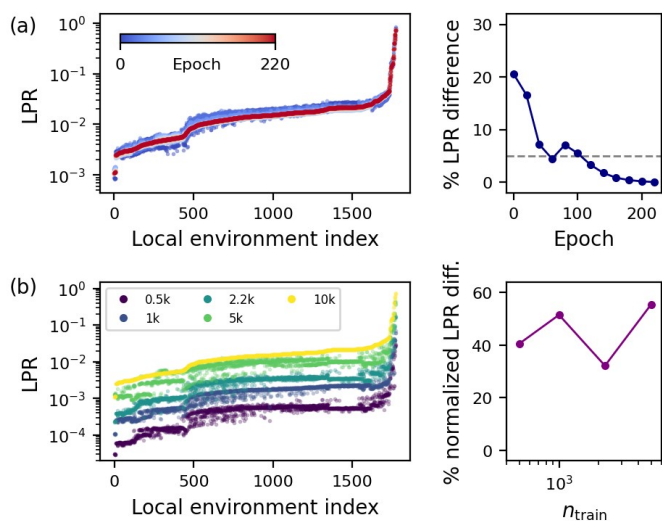 (a)
LPR
10⁰
10⁻¹
10⁻²
10⁻³
0 Epoch 220
0 500 1000 1500
Local environment index
% LPR difference
30
20
10
0
0 100 200
Epoch
(b)
LPR
10⁰
10⁻¹
10⁻²
10⁻³
10⁻⁴
0.5k 2.2k 10k
1k 5k
0 500 1000 1500
Local environment index
% normalized LPR diff.
60
40
20
0
10³
n_train